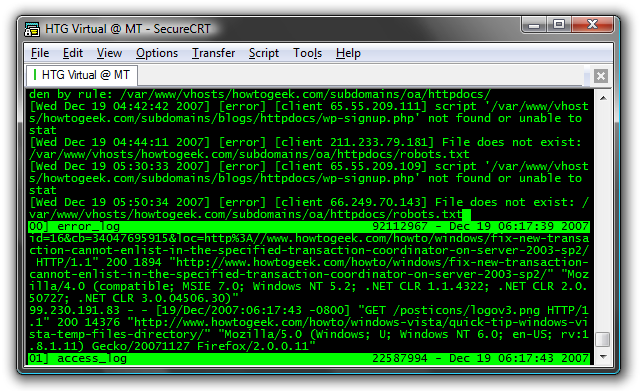 HTG Virtual @ MT - SecureCRT
File Edit View Options Transfer Script Tools Help
HTG Virtual @ MT
den by rule: /var/www/vhosts/howtogeek.com/subdomains/oa/httpdocs/
[Wed Dec 19 04:42:42 2007] [error] [client 65.55.209.111] script '/var/www/vhost
s/howtogeek.com/subdomains/blogs/httpdocs/wp-signup.php' not found or unable to
stat
[Wed Dec 19 04:44:11 2007] [error] [client 211.233.79.181] File does not exist:
/var/www/vhosts/howtogeek.com/subdomains/oa/httpdocs/robots.txt
[Wed Dec 19 05:30:33 2007] [error] [client 65.55.209.109] script '/var/www/vhost
s/howtogeek.com/subdomains/blogs/httpdocs/wp-signup.php' not found or unable to
stat
[Wed Dec 19 05:50:34 2007] [error] [client 66.249.70.143] File does not exist: /
var/www/vhosts/howtogeek.com/subdomains/oa/httpdocs/robots.txt
00] error_log 92112967 - Dec 19 06:17:39 2007
id=16&cb=34047695915&loc=http%3A//www.howtogeek.com/howto/windows/fix-new-transa
ction-cannot-enlist-in-the-specified-transaction-coordinator-on-server-2003-sp2/
HTTP/1.1" 200 1894 "http://www.howtogeek.com/howto/windows/fix-new-transaction-
cannot-enlist-in-the-specified-transaction-coordinator-on-server-2003-sp2/" "Moz
illa/4.0 (compatible; MSIE 7.0; Windows NT 5.2; .NET CLR 1.1.4322; .NET CLR 2.0.
50727; .NET CLR 3.0.04506.30)"
99.230.191.83 - - [19/Dec/2007:06:17:43 -0800] "GET /posticons/logov3.png HTTP/1
.1" 200 14376 "http://www.howtogeek.com/howto/windows-vista/quick-tip-windows-vi
sta-temp-files-directory/" "Mozilla/5.0 (Windows; U; Windows NT 6.0; en-US; rv:1
.8.1.11) Gecko/20071127 Firefox/2.0.0.11"
01] access_log 22587994 - Dec 19 06:17:43 2007